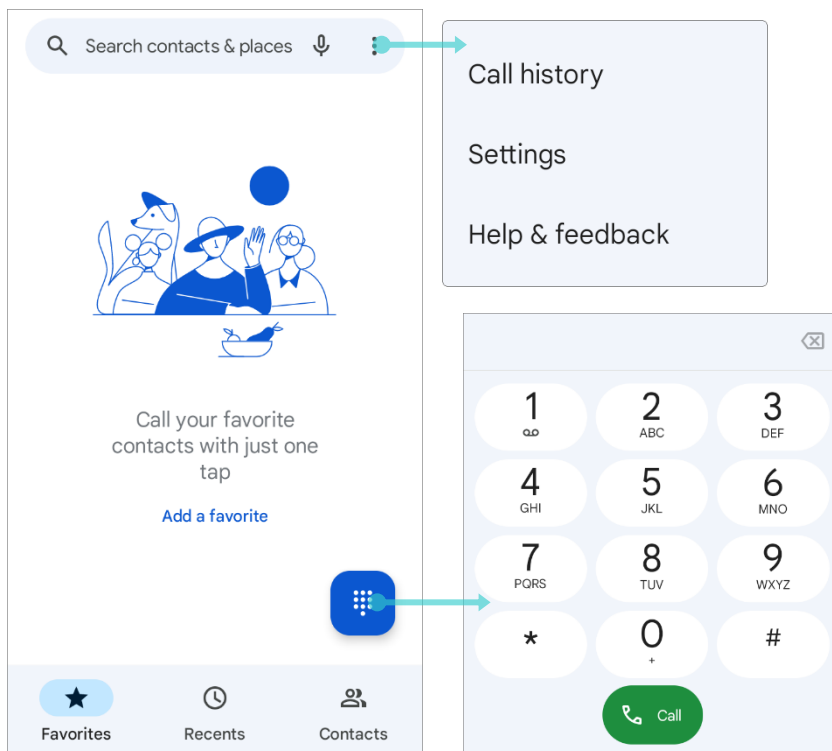 Search contacts & places
Call your favorite
contacts with just one
tap
Add a favorite
Favorites
Recents
Contacts
Call history
Settings
Help & feedback
1
2
ABC
3
DEF
4
GHI
5
JKL
6
MNO
7
PQRS
8
TUV
9
WXYZ
*
0
+
#
Call